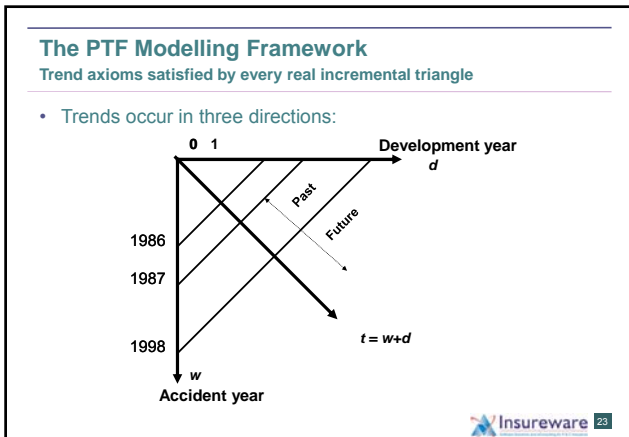 The PTF Modelling Framework
Trend axioms satisfied by every real incremental triangle
• Trends occur in three directions:
0 1
Development year
d
Past
Future
1986
1987
1998
t = w+d
w
Accident year
Insureware 23